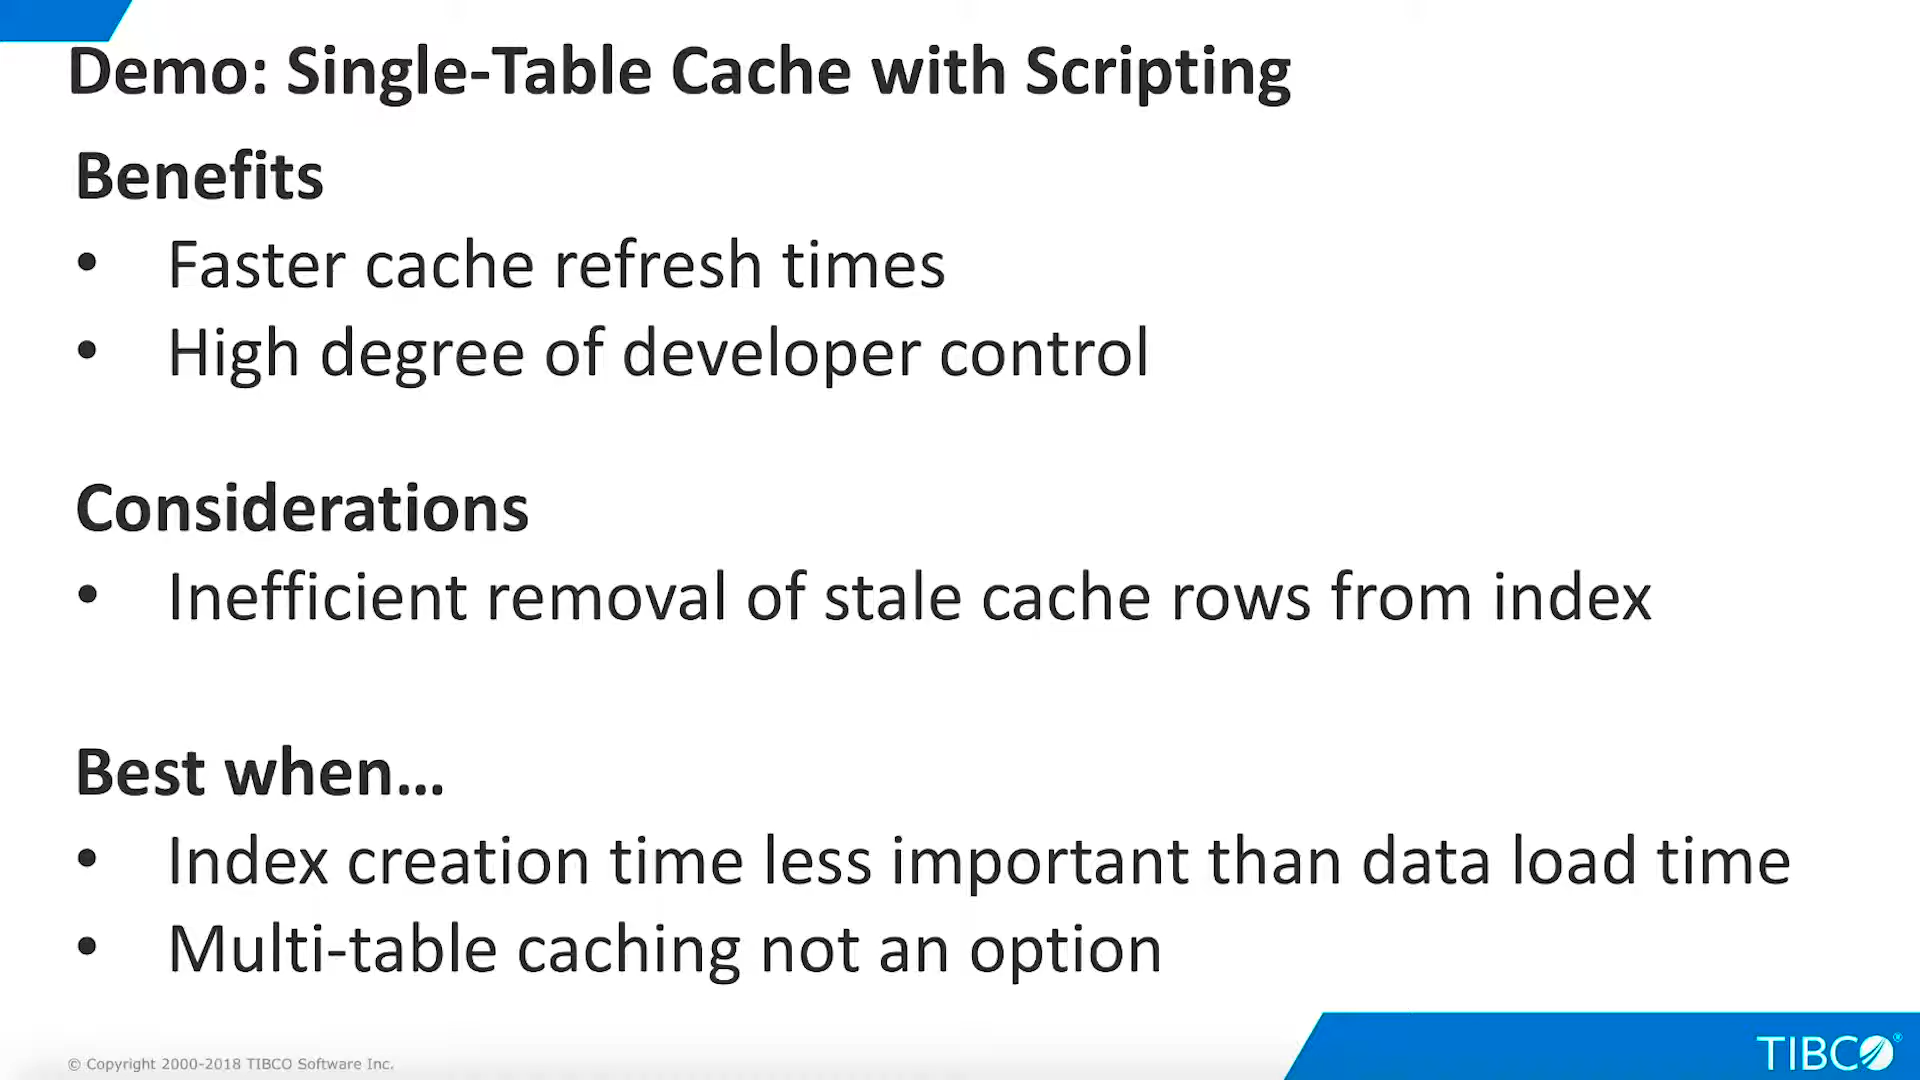 Demo: Single-Table Cache with Scripting
Benefits
• Faster cache refresh times
• High degree of developer control
Considerations
• Inefficient removal of stale cache rows from index
Best when...
• Index creation time less important than data load time
• Multi-table caching not an option
© Copyright 2000-2018 TIBCO Software Inc.
TIBCO®